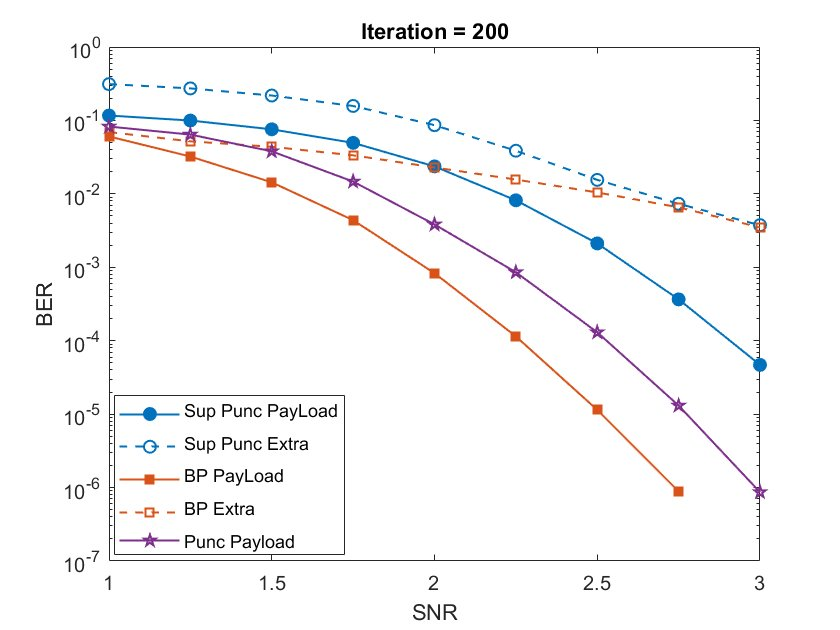 Iteration = 200
10^0
10^-1
10^-2
10^-3
10^-4
10^-5
10^-6
10^-7
BER
Sup Punc PayLoad
Sup Punc Extra
BP PayLoad
BP Extra
Punc Payload
1 1.5 2 2.5 3
SNR